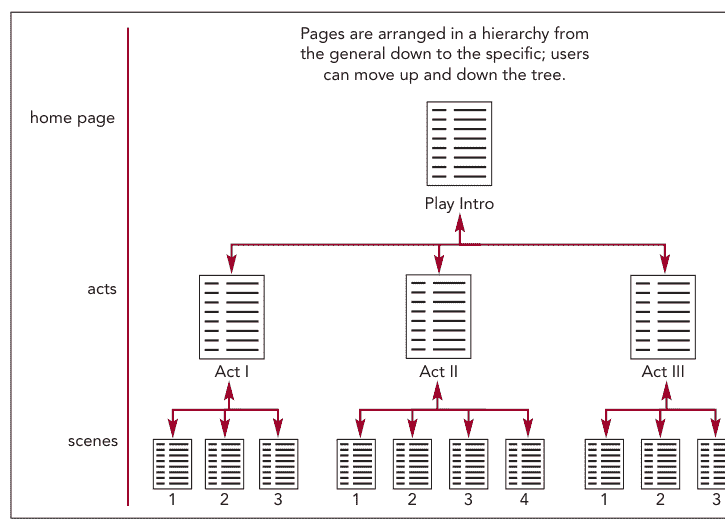 Pages are arranged in a hierarchy from
the general down to the specific; users
can move up and down the tree.
home page
Play Intro
acts
Act I Act II Act III
scenes
1 2 3 1 2 3 4 1 2 3